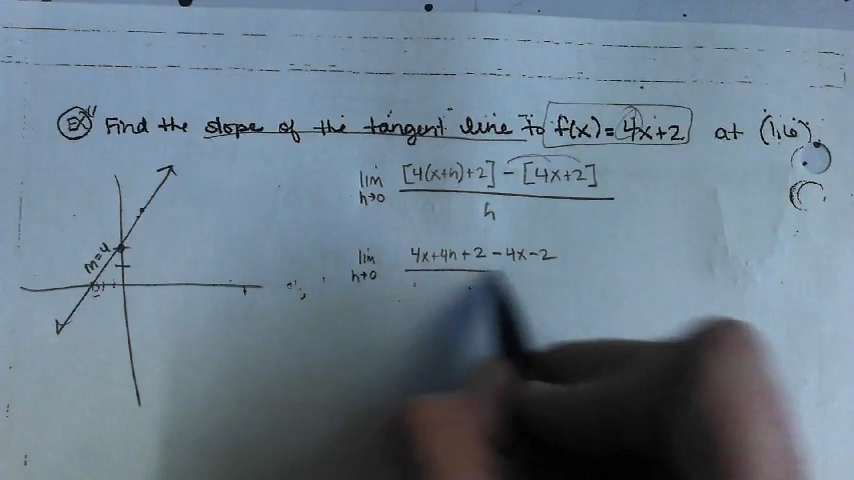 Ex Find the slope of the tangent line to f(x) = 4x+2 at (1,6).
lim h→0 [4(x+h)+2] - [4x+2]
h
lim h→0 4x+4h+2-4x-2
m=4